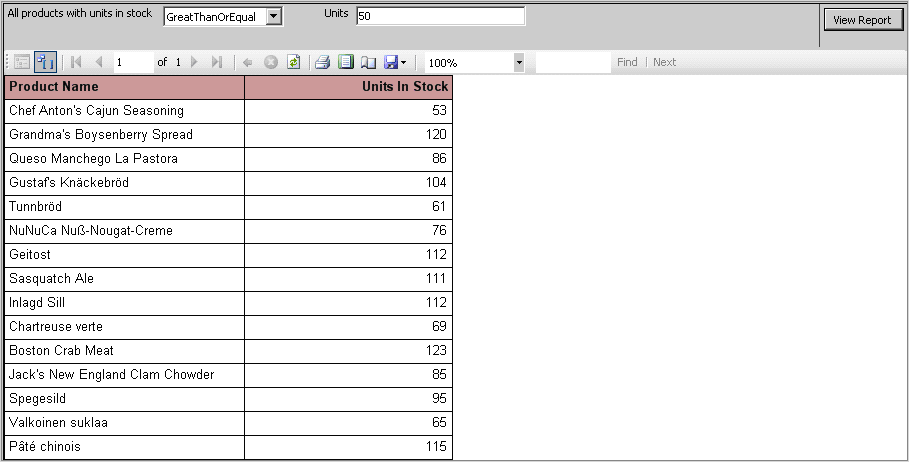 All products with units in stock GreatThanOrEqual Units 50 View Report
1 of 1 100% Find | Next
Product Name Units In Stock
Chef Anton's Cajun Seasoning 53
Grandma's Boysenberry Spread 120
Queso Manchego La Pastora 86
Gustaf's Knäckebröd 104
Tunnbröd 61
NuNuCa Nuß-Nougat-Creme 76
Geitost 112
Sasquatch Ale 111
Inlagd Sill 112
Chartreuse verte 69
Boston Crab Meat 123
Jack's New England Clam Chowder 85
Spegesild 95
Valkoinen suklaa 65
Pâté chinois 115